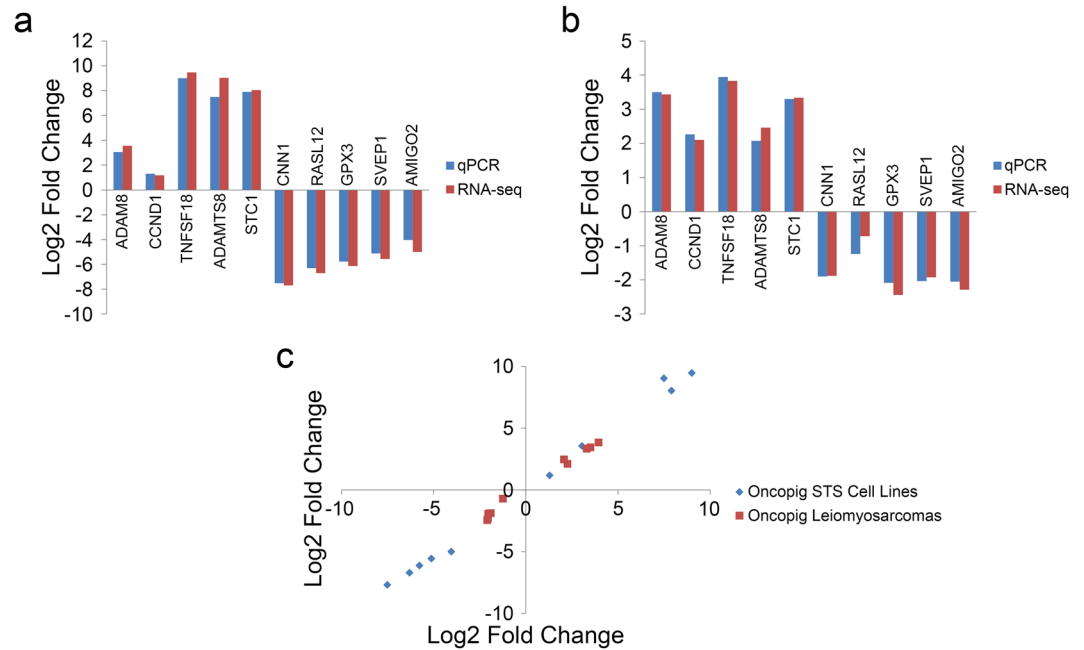 a
Log2 Fold Change
12
10
8
6
4
2
0
-2
-4
-6
-8
-10
ADAM8
CCND1
TNFSF18
ADAMTS8
STC1
CNN1
RASL12
GPX3
SVEP1
AMIGO2
qPCR
RNA-seq
b
Log2 Fold Change
5
4
3
2
1
0
-1
-2
-3
ADAM8
CCND1
TNFSF18
ADAMTS8
STC1
CNN1
RASL12
GPX3
SVEP1
AMIGO2
qPCR
RNA-seq
c
Log2 Fold Change
10
5
0
-5
-10
-10
-5
0
5
10
Oncopig STS Cell Lines
Oncopig Leiomyosarcomas
Log2 Fold Change